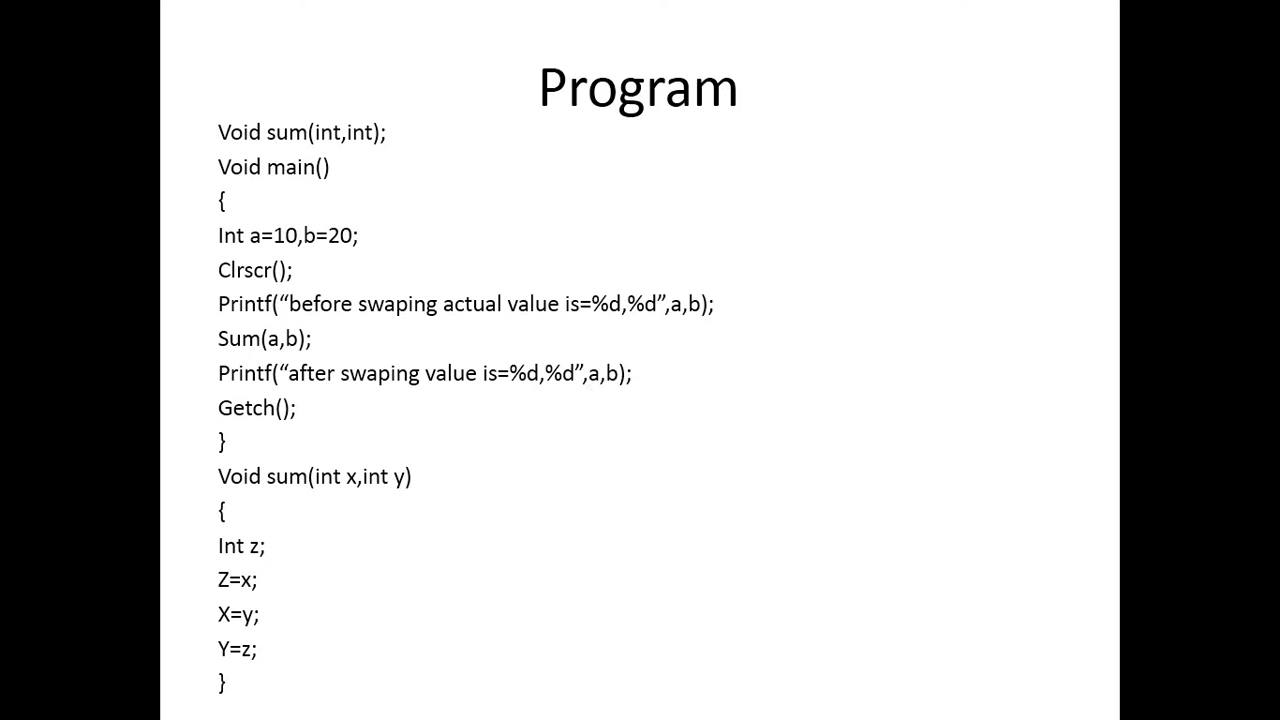 Program
Void sum(int,int);
Void main()
{
Int a=10,b=20;
Clrscr();
Printf(“before swaping actual value is=%d,%d”,a,b);
Sum(a,b);
Printf(“after swaping value is=%d,%d”,a,b);
Getch();
}
Void sum(int x,int y)
{
Int z;
Z=x;
X=y;
Y=z;
}